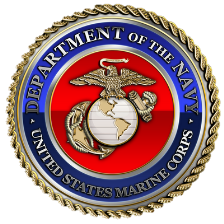 DEPARTMENT OF THE NAVY
UNITED STATES MARINE CORPS